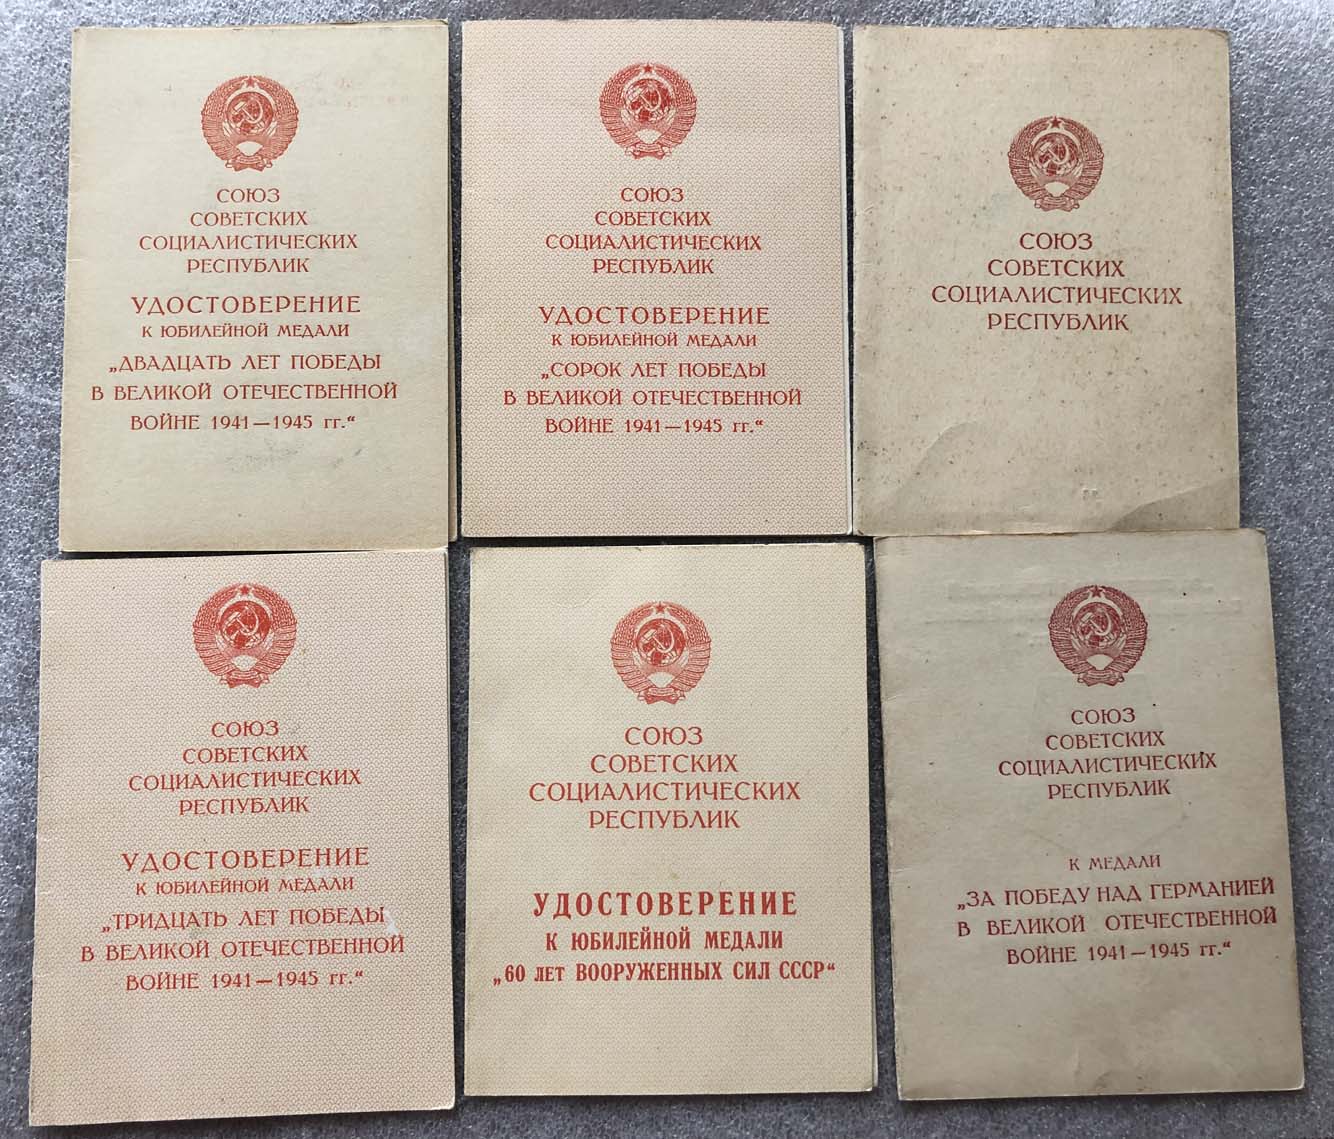 СОЮЗ
СОВЕТСКИХ
СОЦИАЛИСТИЧЕСКИХ
РЕСПУБЛИК
УДОСТОВЕРЕНИЕ
К ЮБИЛЕЙНОЙ МЕДАЛИ
„ДВАДЦАТЬ ЛЕТ ПОБЕДЫ
В ВЕЛИКОЙ ОТЕЧЕСТВЕННОЙ
ВОЙНЕ 1941—1945 гг.“
СОЮЗ
СОВЕТСКИХ
СОЦИАЛИСТИЧЕСКИХ
РЕСПУБЛИК
УДОСТОВЕРЕНИЕ
К ЮБИЛЕЙНОЙ МЕДАЛИ
„СОРОК ЛЕТ ПОБЕДЫ
В ВЕЛИКОЙ ОТЕЧЕСТВЕННОЙ
ВОЙНЕ 1941—1945 гг.“
СОЮЗ
СОВЕТСКИХ
СОЦИАЛИСТИЧЕСКИХ
РЕСПУБЛИК
СОЮЗ
СОВЕТСКИХ
СОЦИАЛИСТИЧЕСКИХ
РЕСПУБЛИК
УДОСТОВЕРЕНИЕ
К ЮБИЛЕЙНОЙ МЕДАЛИ
„ТРИДЦАТЬ ЛЕТ ПОБЕДЫ
В ВЕЛИКОЙ ОТЕЧЕСТВЕННОЙ
ВОЙНЕ 1941—1945 гг.“
СОЮЗ
СОВЕТСКИХ
СОЦИАЛИСТИЧЕСКИХ
РЕСПУБЛИК
УДОСТОВЕРЕНИЕ
К ЮБИЛЕЙНОЙ МЕДАЛИ
„60 ЛЕТ ВООРУЖЕННЫХ СИЛ СССР“
СОЮЗ
СОВЕТСКИХ
СОЦИАЛИСТИЧЕСКИХ
РЕСПУБЛИК
К МЕДАЛИ
„ЗА ПОБЕДУ НАД ГЕРМАНИЕЙ
В ВЕЛИКОЙ ОТЕЧЕСТВЕННОЙ
ВОЙНЕ 1941—1945 гг.“